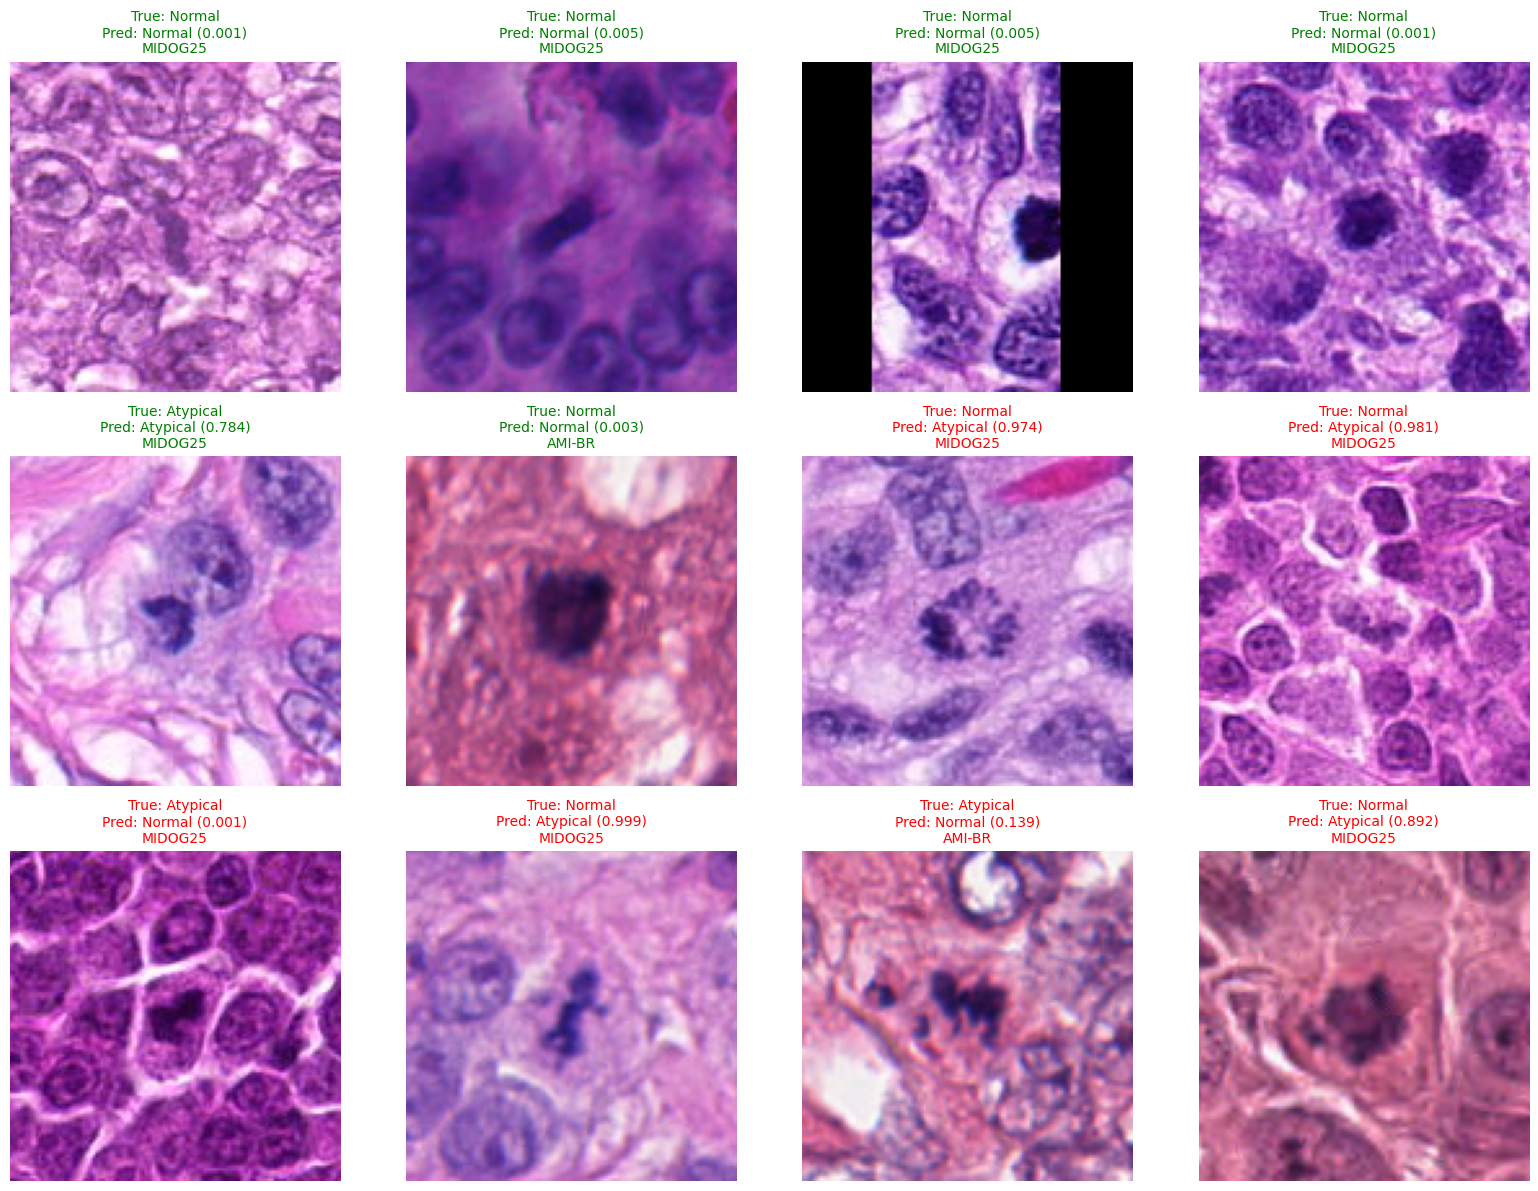 True: Normal
Pred: Normal (0.001)
MIDOG25
True: Normal
Pred: Normal (0.005)
MIDOG25
True: Normal
Pred: Normal (0.005)
MIDOG25
True: Normal
Pred: Normal (0.001)
MIDOG25
True: Atypical
Pred: Atypical (0.784)
MIDOG25
True: Normal
Pred: Normal (0.003)
AMI-BR
True: Normal
Pred: Atypical (0.974)
MIDOG25
True: Normal
Pred: Atypical (0.981)
MIDOG25
True: Atypical
Pred: Normal (0.001)
MIDOG25
True: Normal
Pred: Atypical (0.999)
MIDOG25
True: Atypical
Pred: Normal (0.139)
AMI-BR
True: Normal
Pred: Atypical (0.892)
MIDOG25